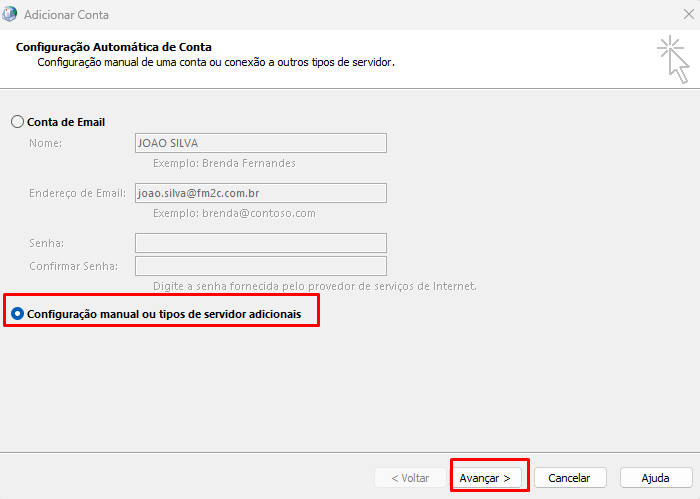 Adicionar Conta
Configuração Automática de Conta
Configuração manual de uma conta ou conexão a outros tipos de servidor.
Conta de Email
Nome: JOAO SILVA
Exemplo: Brenda Fernandes
Endereço de Email: joao.silva@fm2c.com.br
Exemplo: brenda@contoso.com
Senha:
Confirmar Senha:
Digite a senha fornecida pelo provedor de serviços de Internet.
Configuração manual ou tipos de servidor adicionais
< Voltar Avançar > Cancelar Ajuda